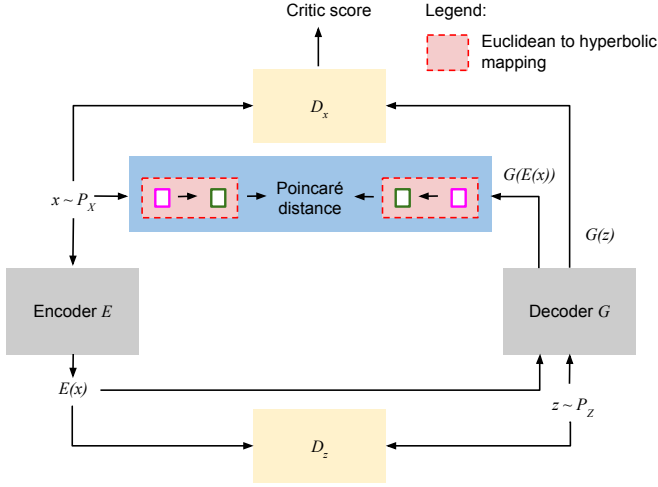 Critic score
Legend:
Euclidean to hyperbolic
mapping
D_x
x ~ P_X
Poincaré
distance
G(E(x))
G(z)
Encoder E
Decoder G
E(x)
z ~ P_Z
D_z